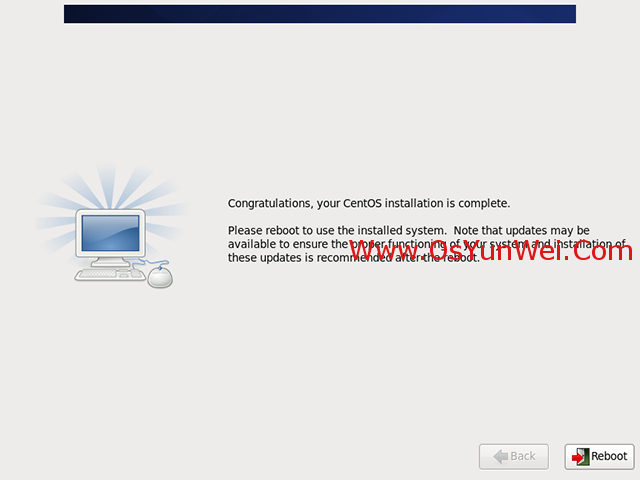 Congratulations, your CentOS installation is complete.
Please reboot to use the installed system.  Note that updates may be
available to ensure the proper functioning of your system and installation of
these updates is recommended after the reboot.
www.OsYunWei.Com
Back
Reboot